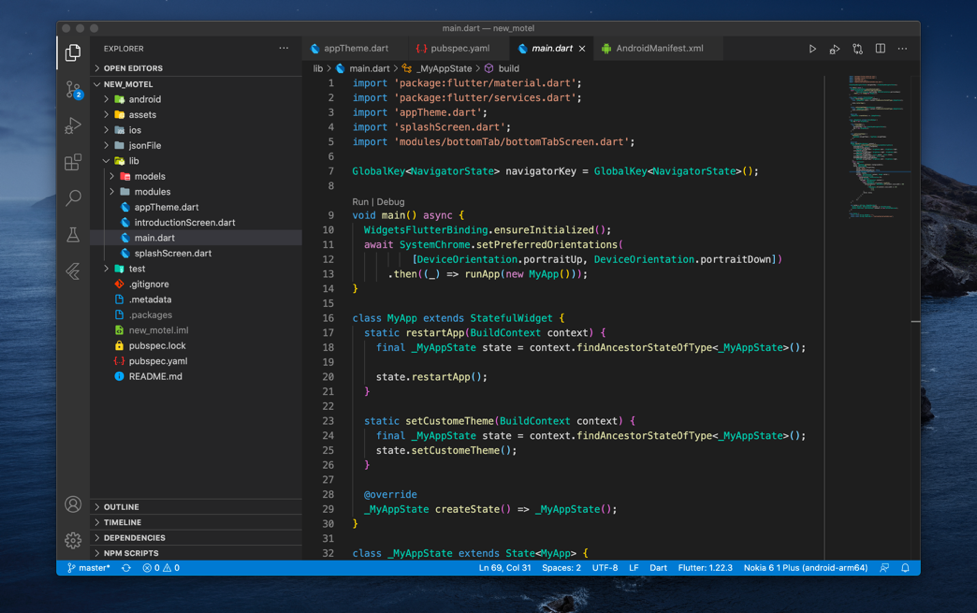 main.dart — new_motel
EXPLORER
OPEN EDITORS
NEW_MOTEL
android
assets
ios
jsonFile
lib
models
modules
appTheme.dart
introductionScreen.dart
main.dart
splashScreen.dart
test
.gitignore
.metadata
.packages
new_motel.iml
pubspec.lock
pubspec.yaml
README.md
OUTLINE
TIMELINE
DEPENDENCIES
NPM SCRIPTS
2
appTheme.dart pubspec.yaml main.dart AndroidManifest.xml
lib > main.dart > _MyAppState > build
1 import 'package:flutter/material.dart';
2 import 'package:flutter/services.dart';
3 import 'appTheme.dart';
4 import 'splashScreen.dart';
5 import 'modules/bottomTab/bottomTabScreen.dart';
6
7 GlobalKey<NavigatorState> navigatorKey = GlobalKey<NavigatorState>();
8
Run | Debug
9 void main() async {
10 WidgetsFlutterBinding.ensureInitialized();
11 await SystemChrome.setPreferredOrientations(
12 [DeviceOrientation.portraitUp, DeviceOrientation.portraitDown])
13 .then((_) => runApp(new MyApp()));
14 }
15
16 class MyApp extends StatefulWidget {
17 static restartApp(BuildContext context) {
18 final _MyAppState state = context.findAncestorStateOfType<_MyAppState>();
19
20 state.restartApp();
21 }
22
23 static setCustomeTheme(BuildContext context) {
24 final _MyAppState state = context.findAncestorStateOfType<_MyAppState>();
25 state.setCustomeTheme();
26 }
27
28 @override
29 _MyAppState createState() => _MyAppState();
30 }
31
32 class _MyAppState extends State<MyApp> {
master* 0 0 Ln 69, Col 31 Spaces: 2 UTF-8 LF Dart Flutter: 1.22.3 Nokia 6 1 Plus (android-arm64)